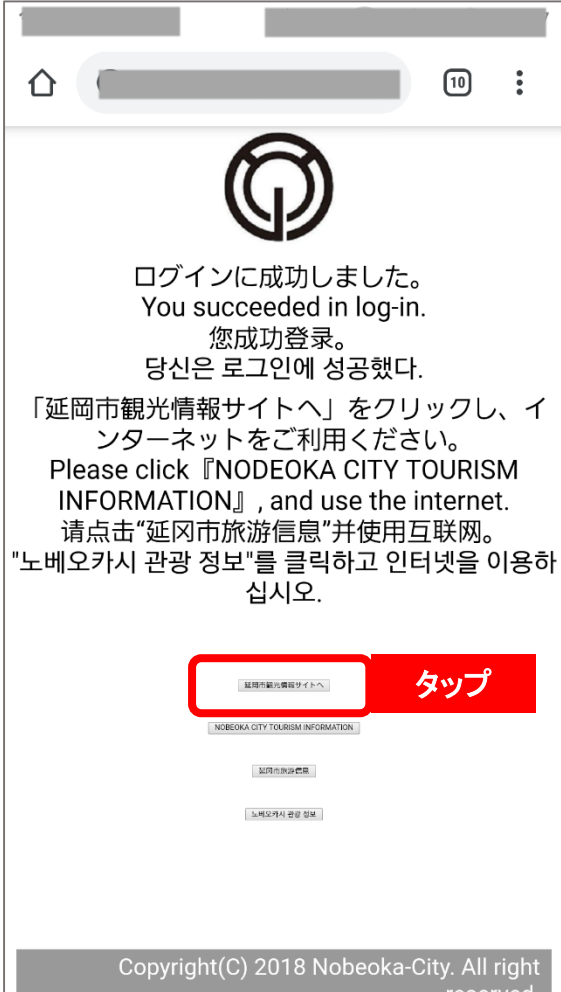 10
ログインに成功しました。
You succeeded in log-in.
您成功登录。
당신은 로그인에 성공했다.
「延岡市観光情報サイトへ」をクリックし、イ
ンターネットをご利用ください。
Please click『NODEOKA CITY TOURISM
INFORMATION』, and use the internet.
请点击“延冈市旅游信息”并使用互联网。
"노베오카시 관광 정보"를 클릭하고 인터넷을 이용하
십시오.
延岡市観光情報サイトへ
タップ
NOBEOKA CITY TOURISM INFORMATION
延冈市旅游信息
노베오카시 관광 정보
Copyright(C) 2018 Nobeoka-City. All right
reserved.